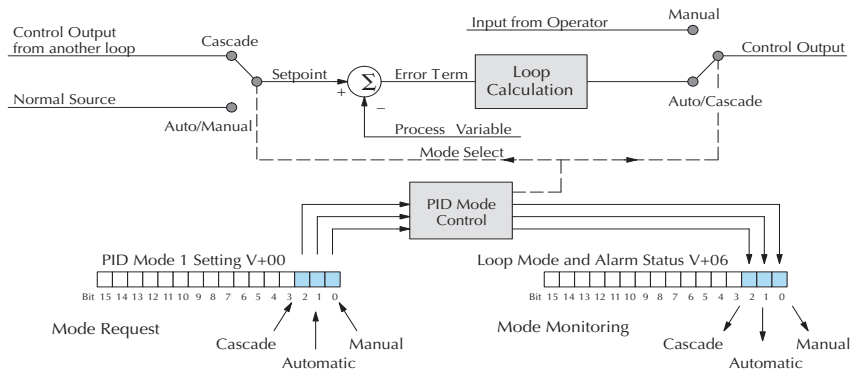 Manual
Input from Operator
Control Output
from another loop
Cascade
Control Output
Setpoint
Σ
Error Term
Loop
Calculation
+
−
Normal Source
Auto/Manual
Auto/Cascade
Process Variable
Mode Select
PID Mode
Control
PID Mode 1 Setting V+00
Bit 15 14 13 12 11 10 9 8 7 6 5 4 3 2 1 0
Mode Request
Cascade
Automatic
Manual
Loop Mode and Alarm Status V+06
Bit 15 14 13 12 11 10 9 8 7 6 5 4 3 2 1 0
Mode Monitoring
Cascade
Automatic
Manual